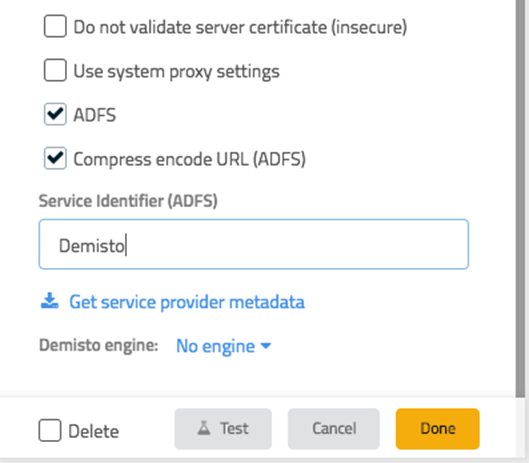 Do not validate server certificate (insecure)
Use system proxy settings
ADFS
Compress encode URL (ADFS)
Service Identifier (ADFS)
Demisto
Get service provider metadata
Demisto engine: No engine
Delete Test Cancel Done